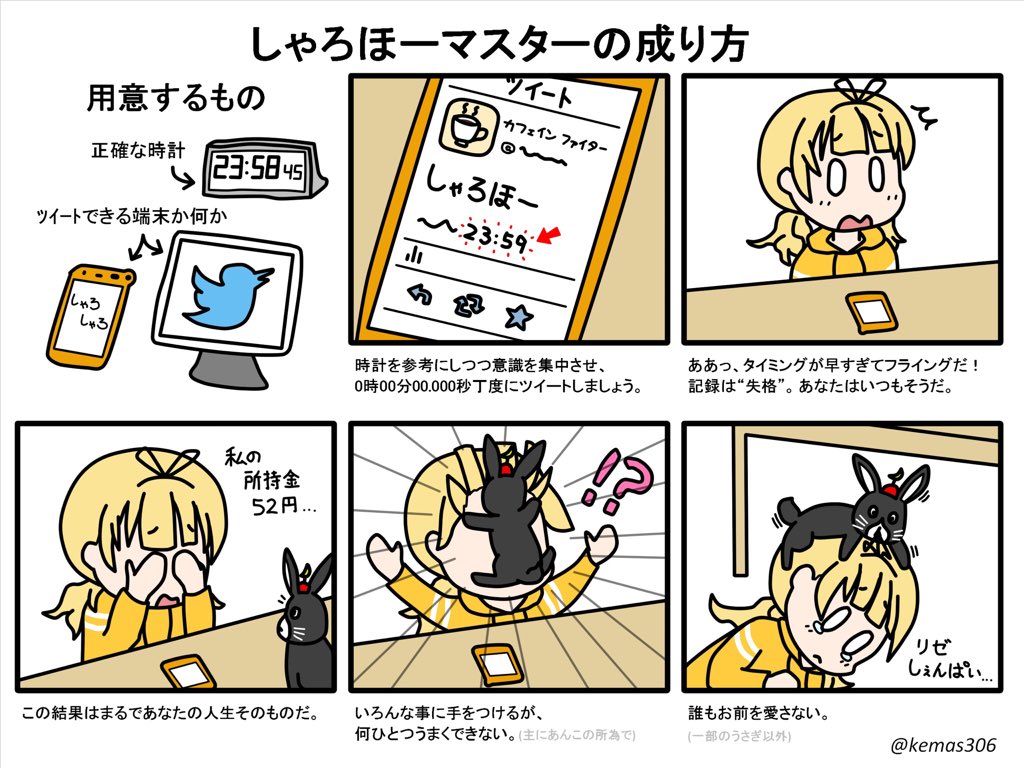 しゃろほーマスターの成り方
用意するもの
正確な時計
23:58 45
ツイートできる端末か何か
しゃろ
しゃろ
ツイート
カフェイン ファイター
@
しゃろほー
23:59
時計を参考にしつつ意識を集中させ、
0時00分00.000秒丁度にツイートしましょう。
ああっ、タイミングが早すぎてフライングだ！
記録は“失格”。あなたはいつもそうだ。
私の
所持金
52円...
この結果はまるであなたの人生そのものだ。
!?
いろんな事に手をつけるが、
何ひとつうまくできない。(主にあんこの所為で)
リゼ
しぇんぱい...
誰もお前を愛さない。
(一部のうさぎ以外)
@kemas306